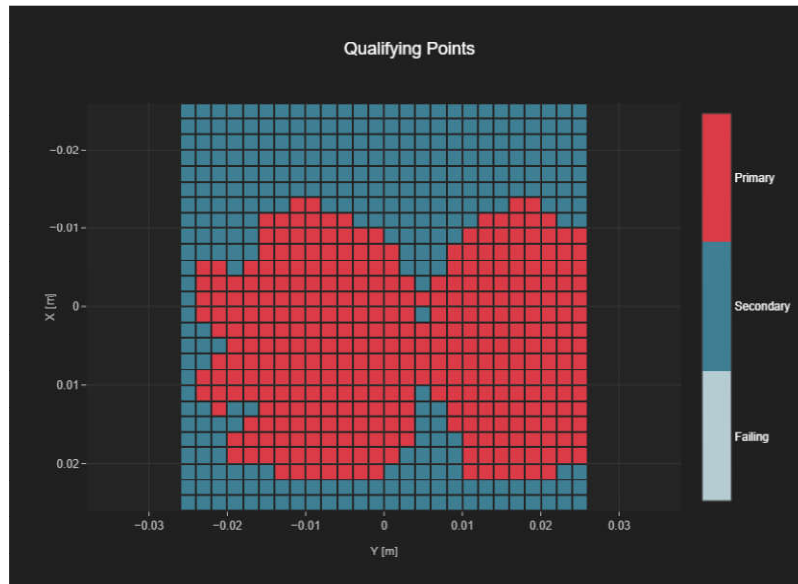 Qualifying Points
−0.02
−0.01
0
0.01
0.02
X [m]
−0.03
−0.02
−0.01
0
0.01
0.02
0.03
Y [m]
Primary
Secondary
Failing